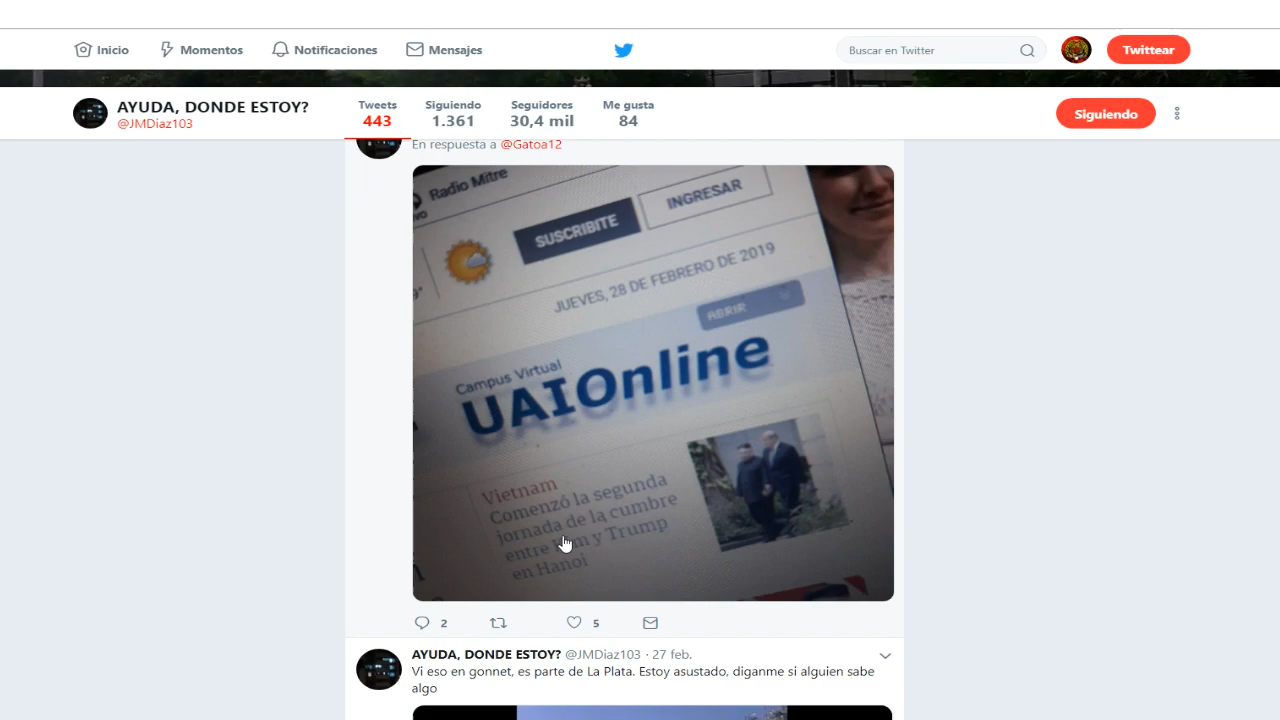 Inicio
Momentos
Notificaciones
Mensajes
Buscar en Twitter
Twittear
AYUDA, DONDE ESTOY?
@JMDiaz103
Tweets
443
Siguiendo
1.361
Seguidores
30,4 mil
Me gusta
84
Siguiendo
En respuesta a @Gatoa12
Radio Mitre
SUSCRIBITE
INGRESAR
JUEVES, 28 DE FEBRERO DE 2019
ABRIR
Campus Virtual
UAIOnline
Vietnam
Comenzó la segunda
jornada de la cumbre
entre Kim y Trump
en Hanoi
2
5
AYUDA, DONDE ESTOY? @JMDiaz103 · 27 feb.
Vi eso en gonnet, es parte de La Plata. Estoy asustado, diganme si alguien sabe
algo